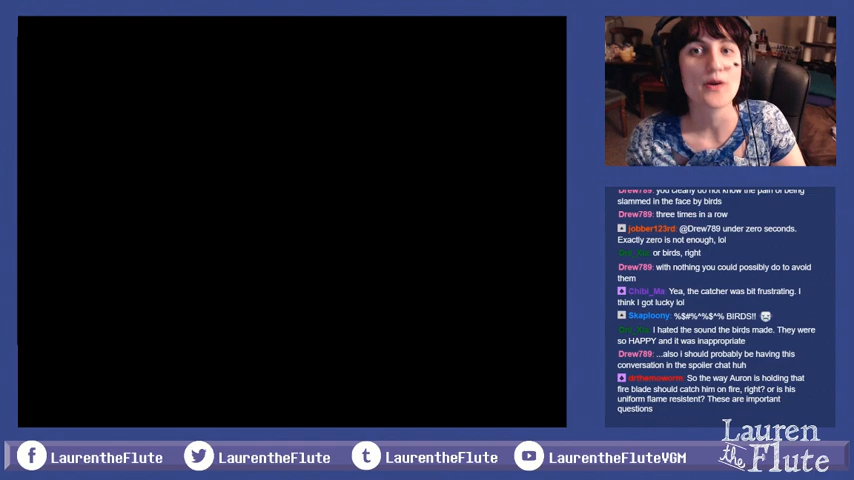 Drew789: you clearly do not know the pain of being
slammed in the face by birds
Drew789: three times in a row
jobber123rd: @Drew789 under zero seconds.
Exactly zero is not enough, lol
or birds, right
Drew789: with nothing you could possibly do to avoid
them
Chibi_Ma: Yea, the catcher was bit frustrating. I
think I got lucky lol
Skaploony: %$#%^%$^% BIRDS!!
I hated the sound the birds made. They were
so HAPPY and it was inappropriate
Drew789: ...also i should probably be having this
conversation in the spoiler chat huh
So the way Auron is holding that
fire blade should catch him on fire, right? or is his
uniform flame resistent? These are important
questions
Lauren
the Flute
LaurentheFlute
LaurentheFlute
LaurentheFlute
LaurentheFluteVGM